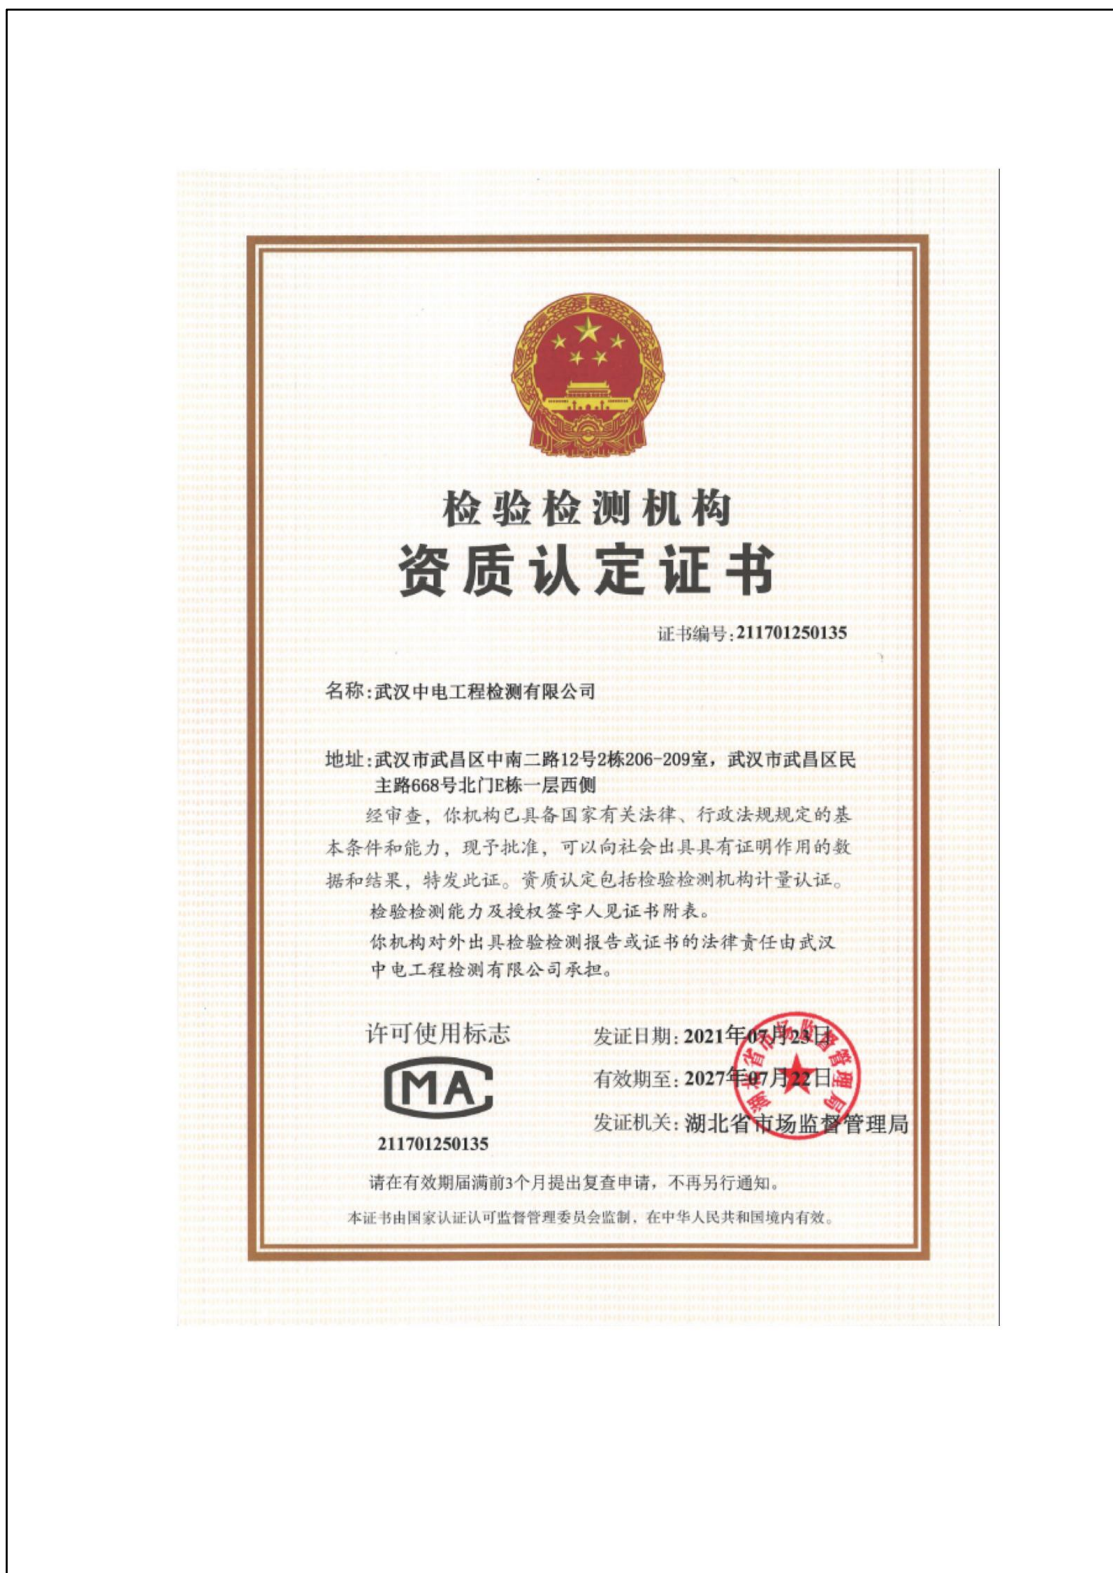 检验检测机构
资质认定证书
证书编号:211701250135
名称:武汉中电工程检测有限公司
地址:武汉市武昌区中南二路12号2栋206-209室，武汉市武昌区民
主路668号北门E栋一层西侧
经审查，你机构已具备国家有关法律、行政法规规定的基
本条件和能力，现予批准，可以向社会出具具有证明作用的数
据和结果，特发此证。资质认定包括检验检测机构计量认证。
检验检测能力及授权签字人见证书附表。
你机构对外出具检验检测报告或证书的法律责任由武汉
中电工程检测有限公司承担。
许可使用标志
MA
211701250135
发证日期:2021年07月23日
有效期至:2027年07月22日
发证机关:湖北省市场监督管理局
湖北省市场监督管理局
请在有效期届满前3个月提出复查申请，不再另行通知。
本证书由国家认证认可监督管理委员会监制，在中华人民共和国境内有效。